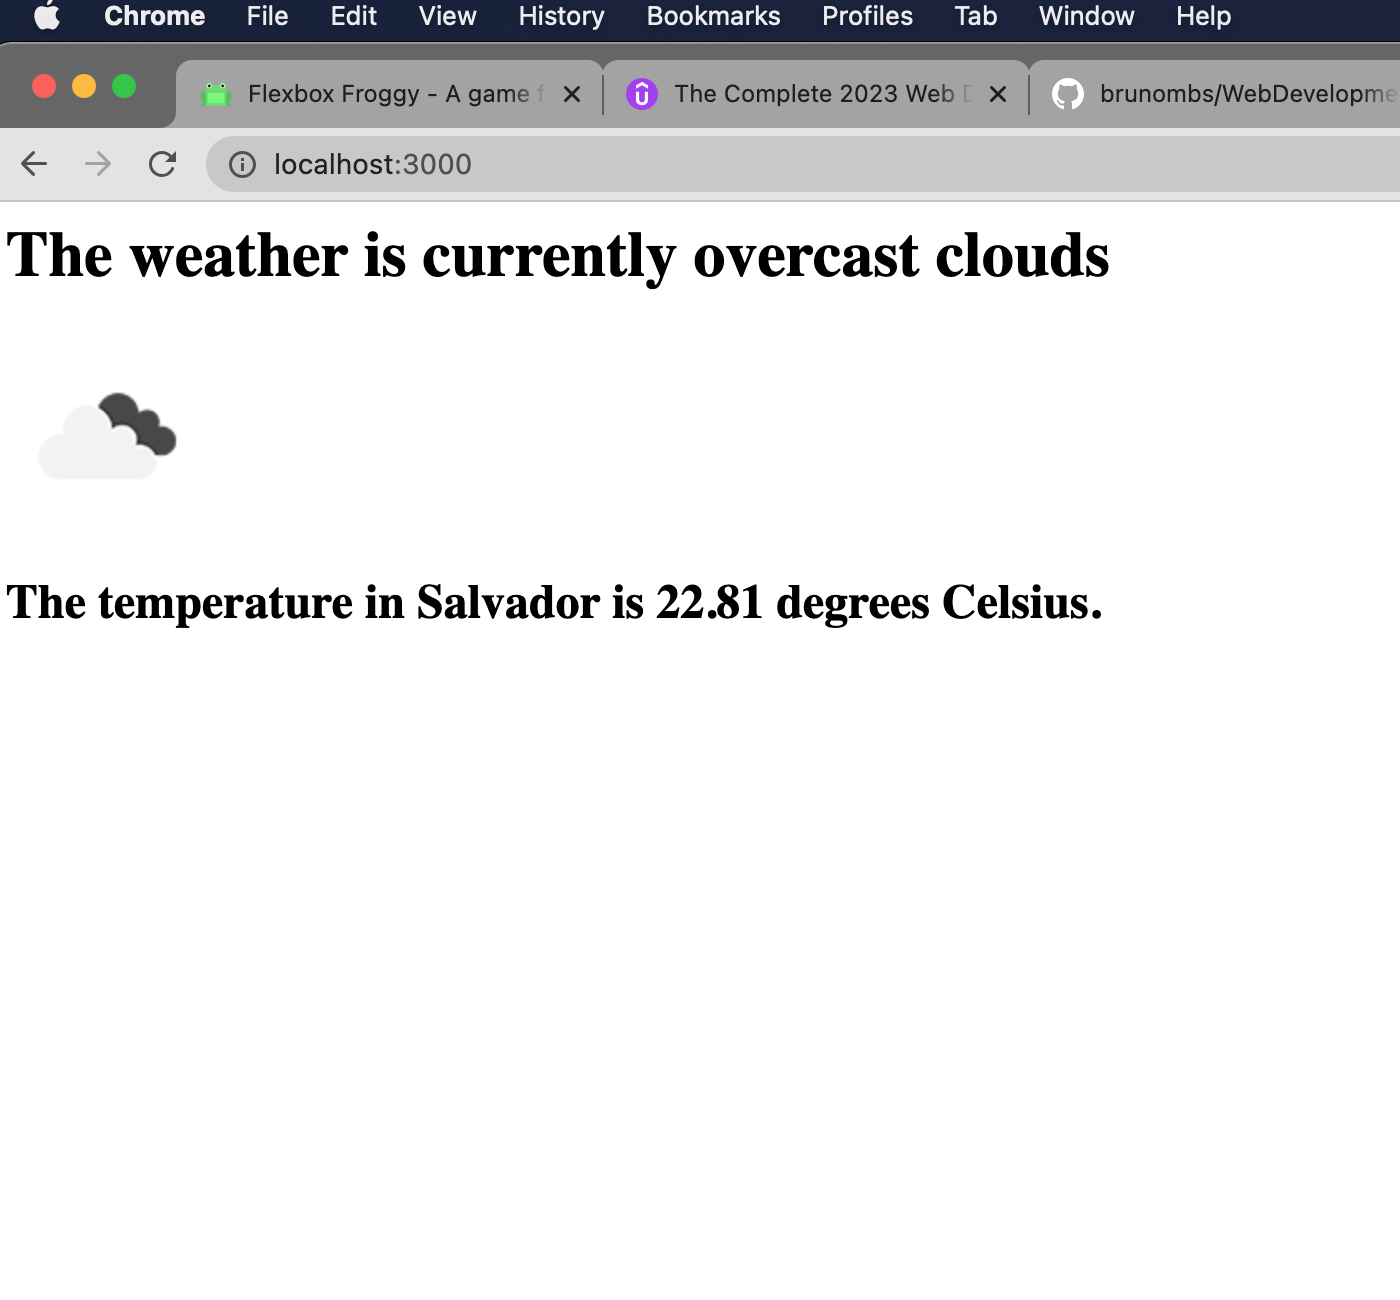 Chrome File Edit View History Bookmarks Profiles Tab Window Help
Flexbox Froggy - A game The Complete 2023 Web brunombs/WebDevelopme
localhost:3000
The weather is currently overcast clouds
The temperature in Salvador is 22.81 degrees Celsius.